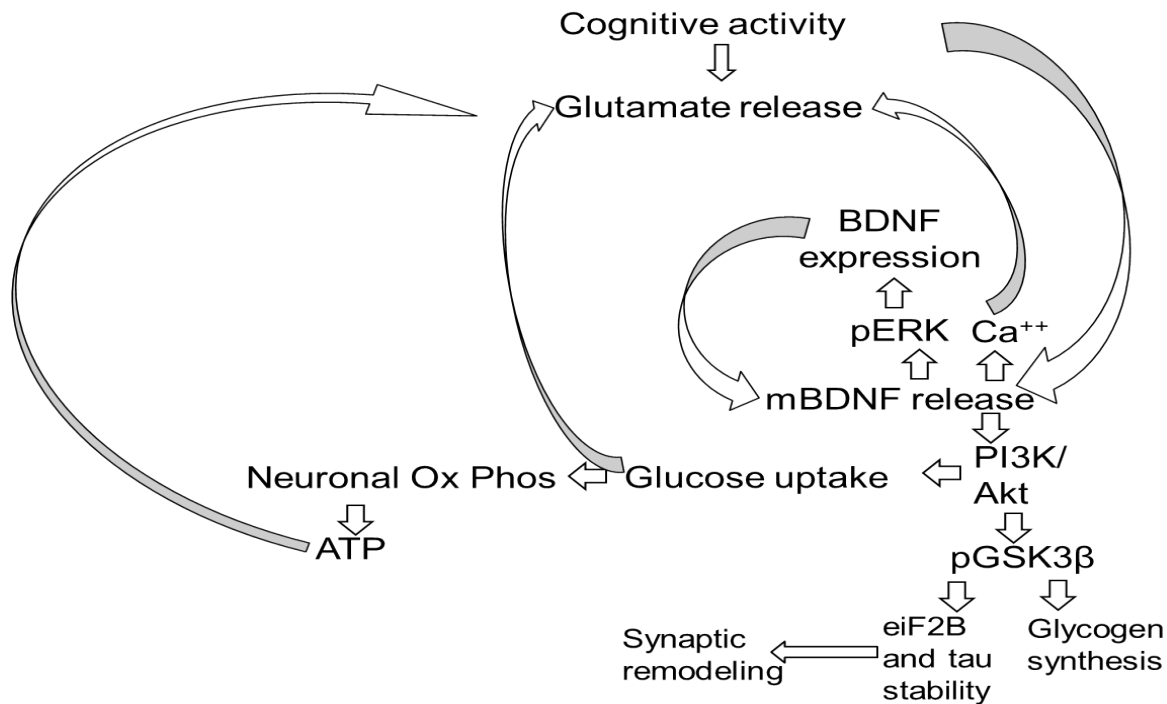 Cognitive activity
Glutamate release
BDNF
expression
pERK
Ca⁺⁺
mBDNF release
Neuronal Ox Phos
Glucose uptake
PI3K/
Akt
ATP
pGSK3β
Synaptic
remodeling
eiF2B
and tau
stability
Glycogen
synthesis